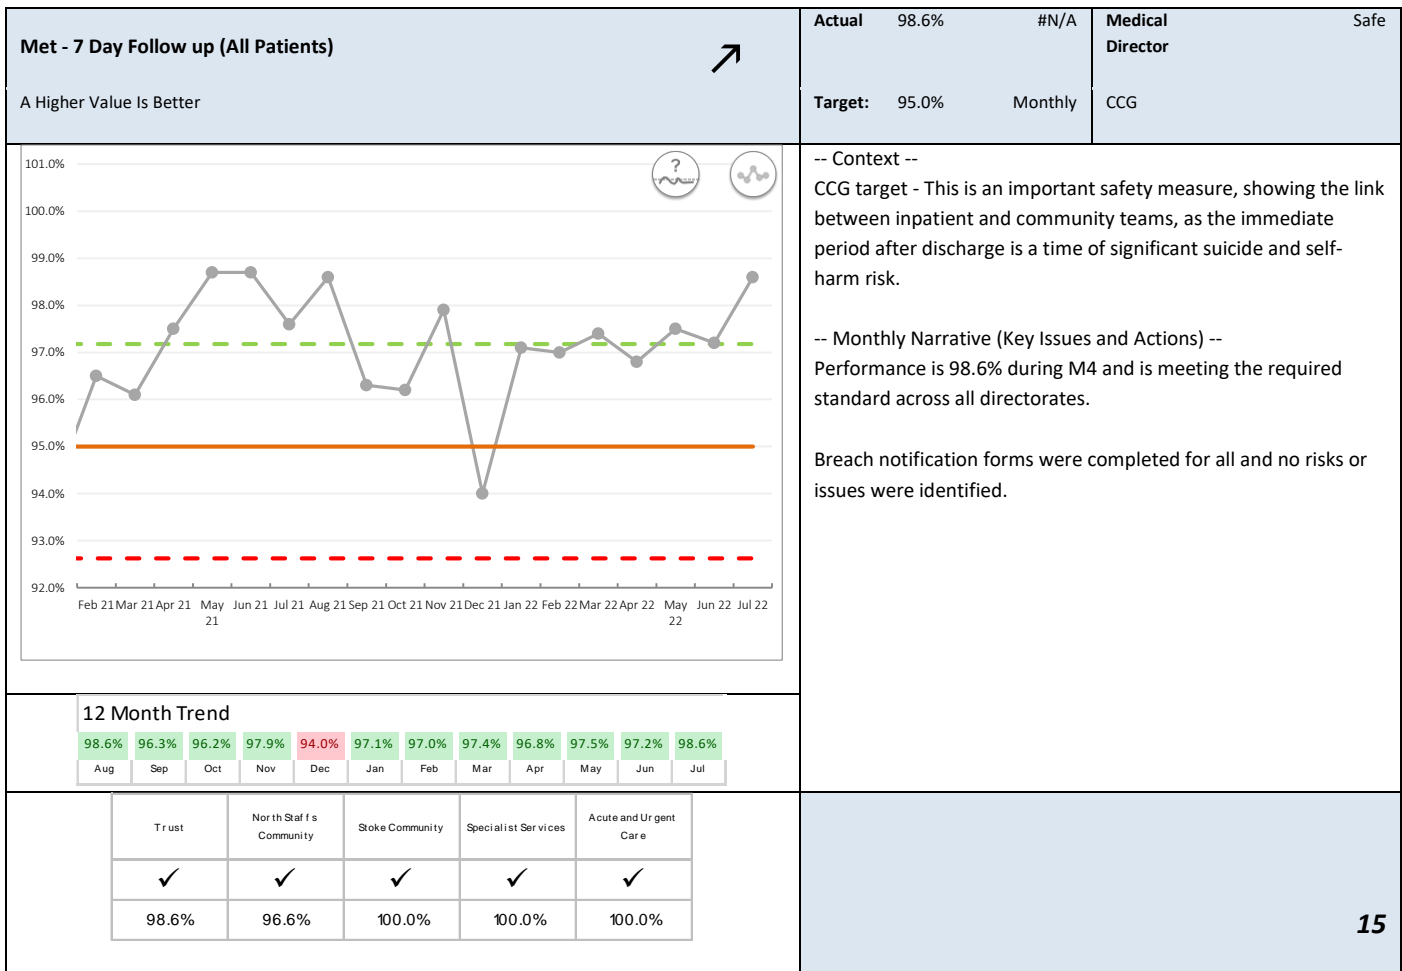 Met - 7 Day Follow up (All Patients)
A Higher Value Is Better
Actual 98.6% #N/A
Target: 95.0% Monthly
Medical Safe
Director
CCG
101.0%
100.0%
99.0%
98.0%
97.0%
96.0%
95.0%
94.0%
93.0%
92.0%
?
Feb 21 Mar 21 Apr 21 May 21 Jun 21 Jul 21 Aug 21 Sep 21 Oct 21 Nov 21 Dec 21 Jan 22 Feb 22 Mar 22 Apr 22 May 22 Jun 22 Jul 22
-- Context --
CCG target - This is an important safety measure, showing the link
between inpatient and community teams, as the immediate
period after discharge is a time of significant suicide and self-
harm risk.
-- Monthly Narrative (Key Issues and Actions) --
Performance is 98.6% during M4 and is meeting the required
standard across all directorates.
Breach notification forms were completed for all and no risks or
issues were identified.
12 Month Trend
98.6% 96.3% 96.2% 97.9% 94.0% 97.1% 97.0% 97.4% 96.8% 97.5% 97.2% 98.6%
Aug Sep Oct Nov Dec Jan Feb Mar Apr May Jun Jul
Trust
North Staffs
Community
Stoke Community
Specialist Services
Acute and Urgent
Care
✓ ✓ ✓ ✓ ✓
98.6% 96.6% 100.0% 100.0% 100.0%
15